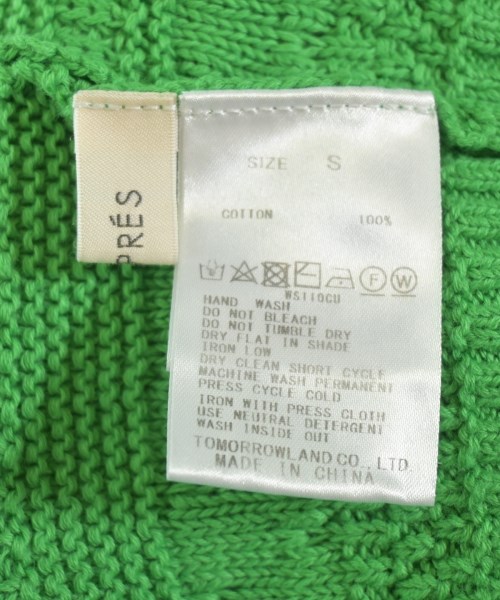 PRÉS
SIZE S
COTTON 100%
F W
WS110CU
HAND WASH
DO NOT BLEACH
DO NOT TUMBLE DRY
DRY FLAT IN SHADE
IRON LOW
DRY CLEAN SHORT CYCLE
MACHINE WASH PERMANENT
PRESS CYCLE COLD
IRON WITH PRESS CLOTH
USE NEUTRAL DETERGENT
WASH INSIDE OUT
TOMORROWLAND CO., LTD
MADE IN CHINA